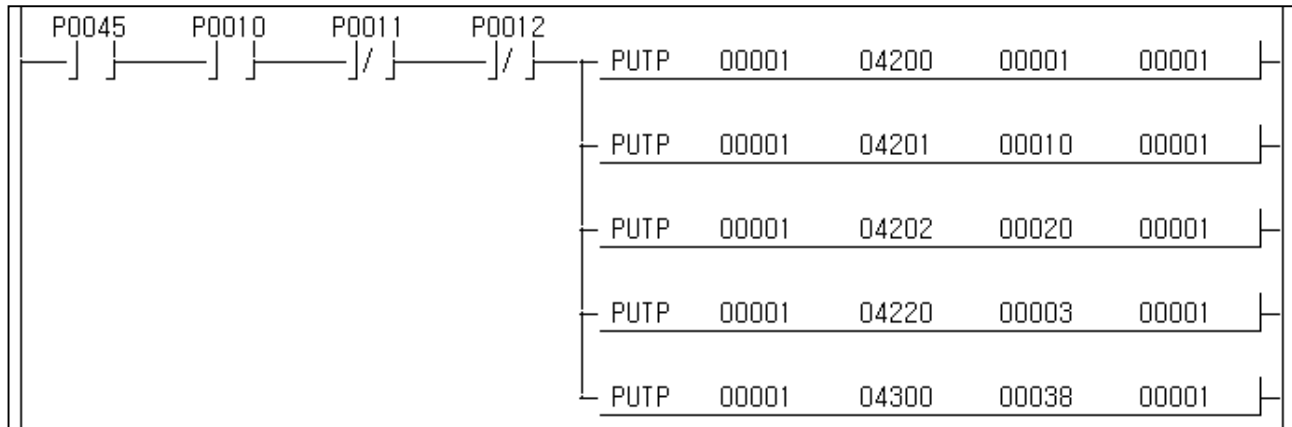 P0045 P0010 P0011 P0012
PUTP 00001 04200 00001 00001
PUTP 00001 04201 00010 00001
PUTP 00001 04202 00020 00001
PUTP 00001 04220 00003 00001
PUTP 00001 04300 00038 00001